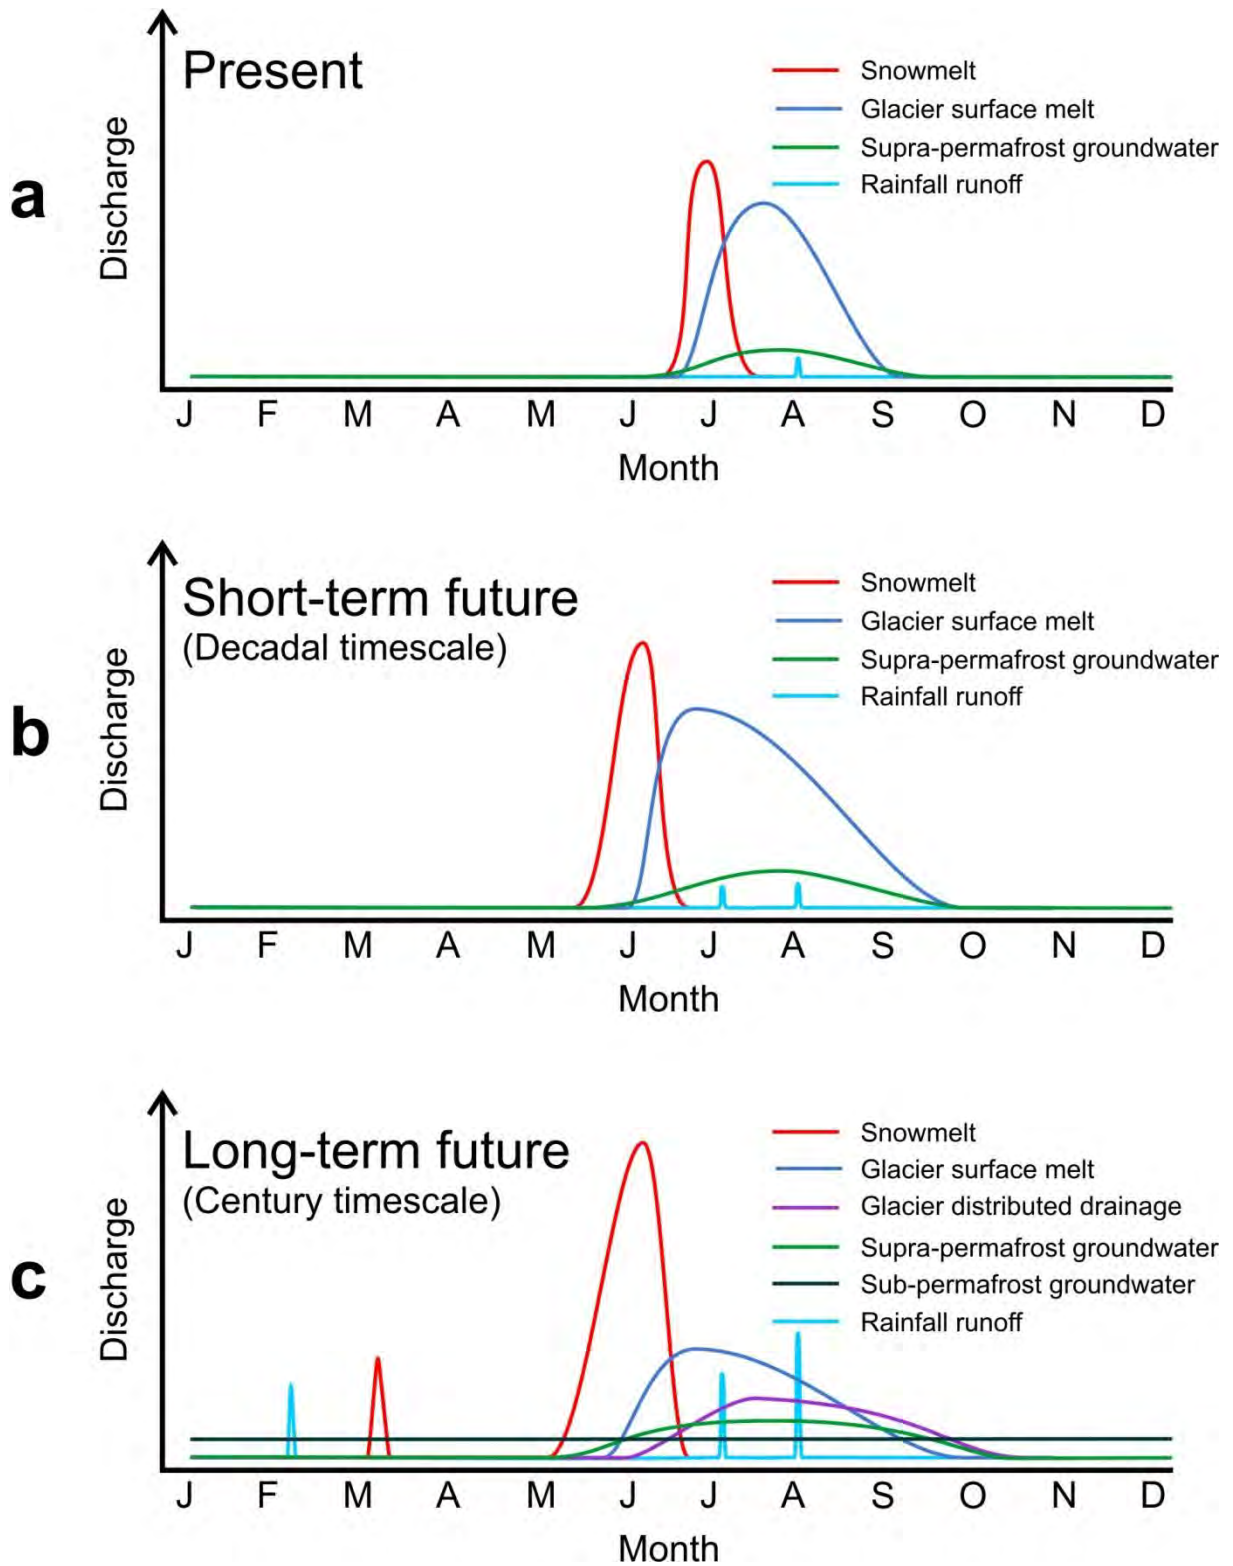 a
Present
Discharge
Snowmelt
Glacier surface melt
Supra-permafrost groundwater
Rainfall runoff
J F M A M J J A S O N D
Month
b
Short-term future
(Decadal timescale)
Discharge
Snowmelt
Glacier surface melt
Supra-permafrost groundwater
Rainfall runoff
J F M A M J J A S O N D
Month
c
Long-term future
(Century timescale)
Discharge
Snowmelt
Glacier surface melt
Glacier distributed drainage
Supra-permafrost groundwater
Sub-permafrost groundwater
Rainfall runoff
J F M A M J J A S O N D
Month